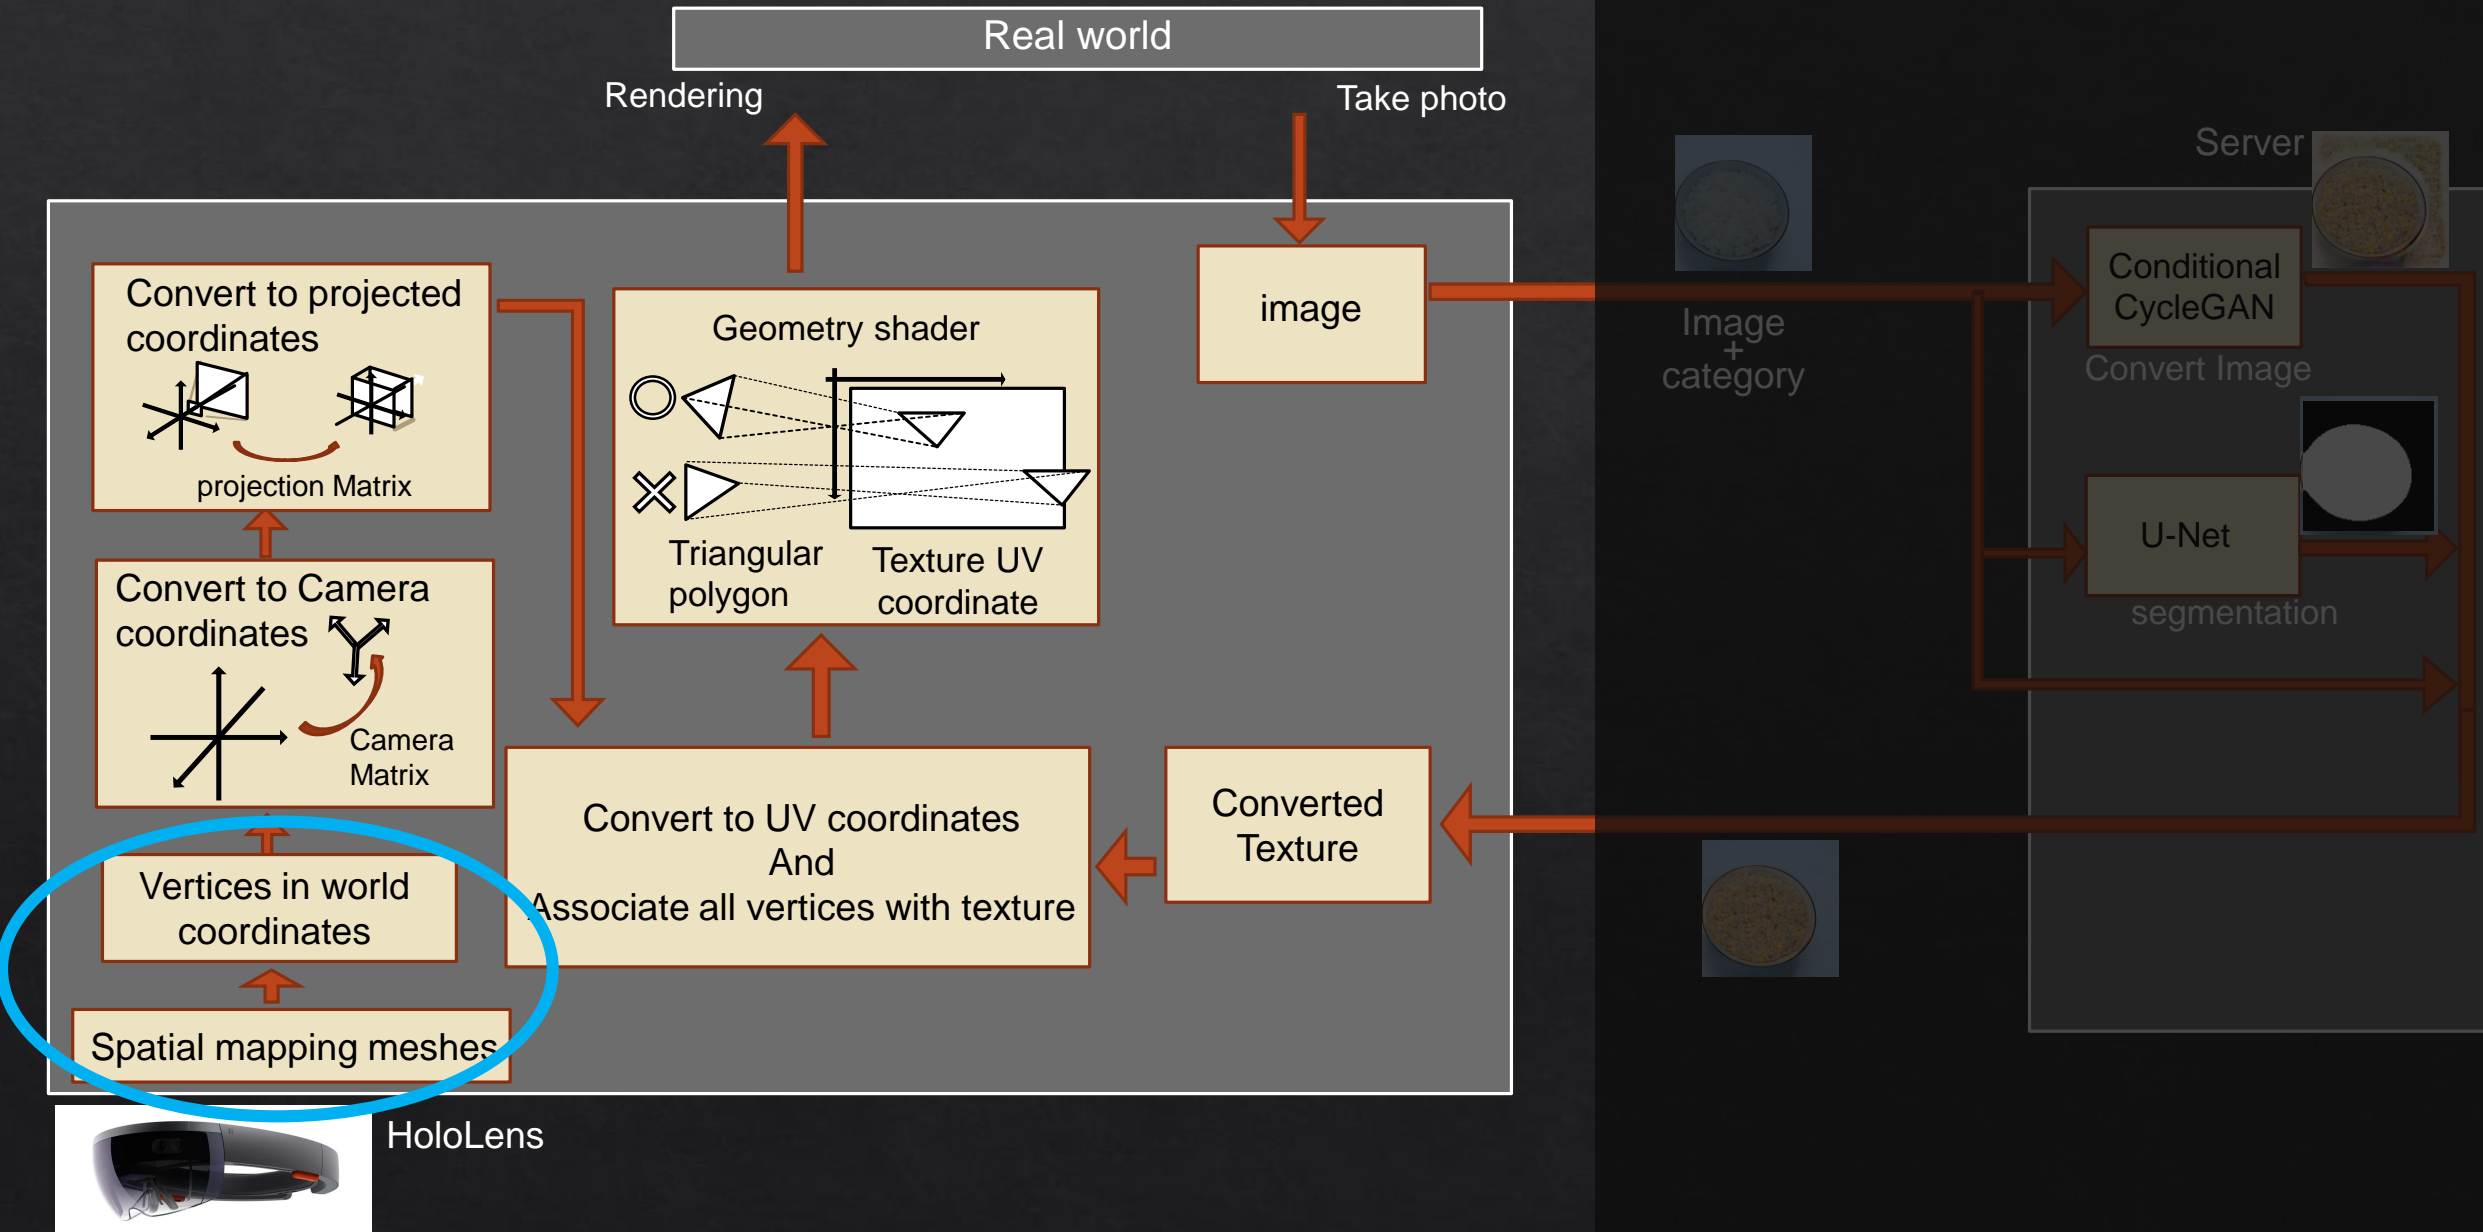 Real world
Rendering
Take photo
Server
Convert to projected
coordinates
projection Matrix
Geometry shader
Triangular
polygon
Texture UV
coordinate
image
Image
+
category
Conditional
CycleGAN
Convert Image
U-Net
segmentation
Convert to Camera
coordinates
Camera
Matrix
Convert to UV coordinates
And
Associate all vertices with texture
Converted
Texture
Vertices in world
coordinates
Spatial mapping meshes
HoloLens